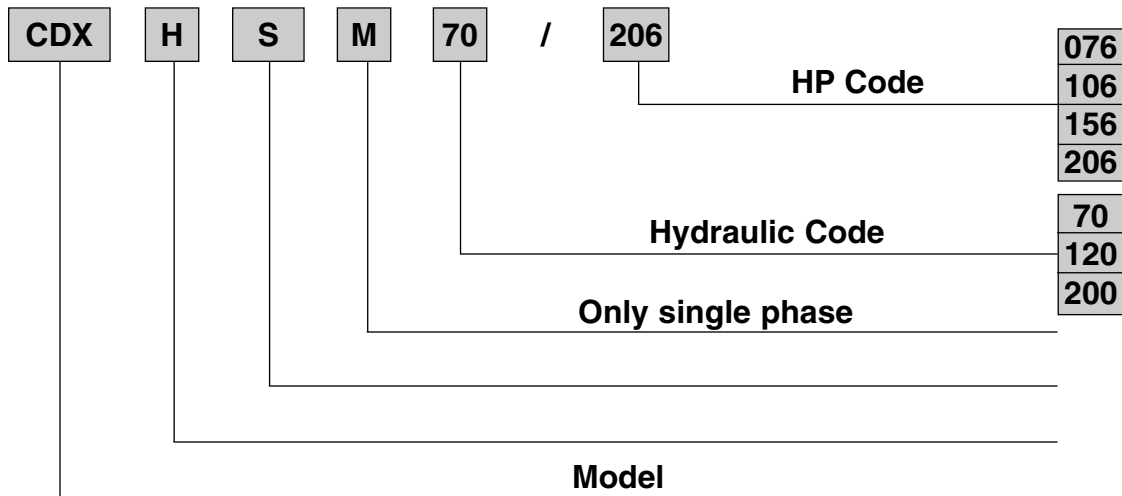 CDX H S M 70 / 206
HP Code
076
106
156
206
Hydraulic Code
70
120
200
Only single phase
Model